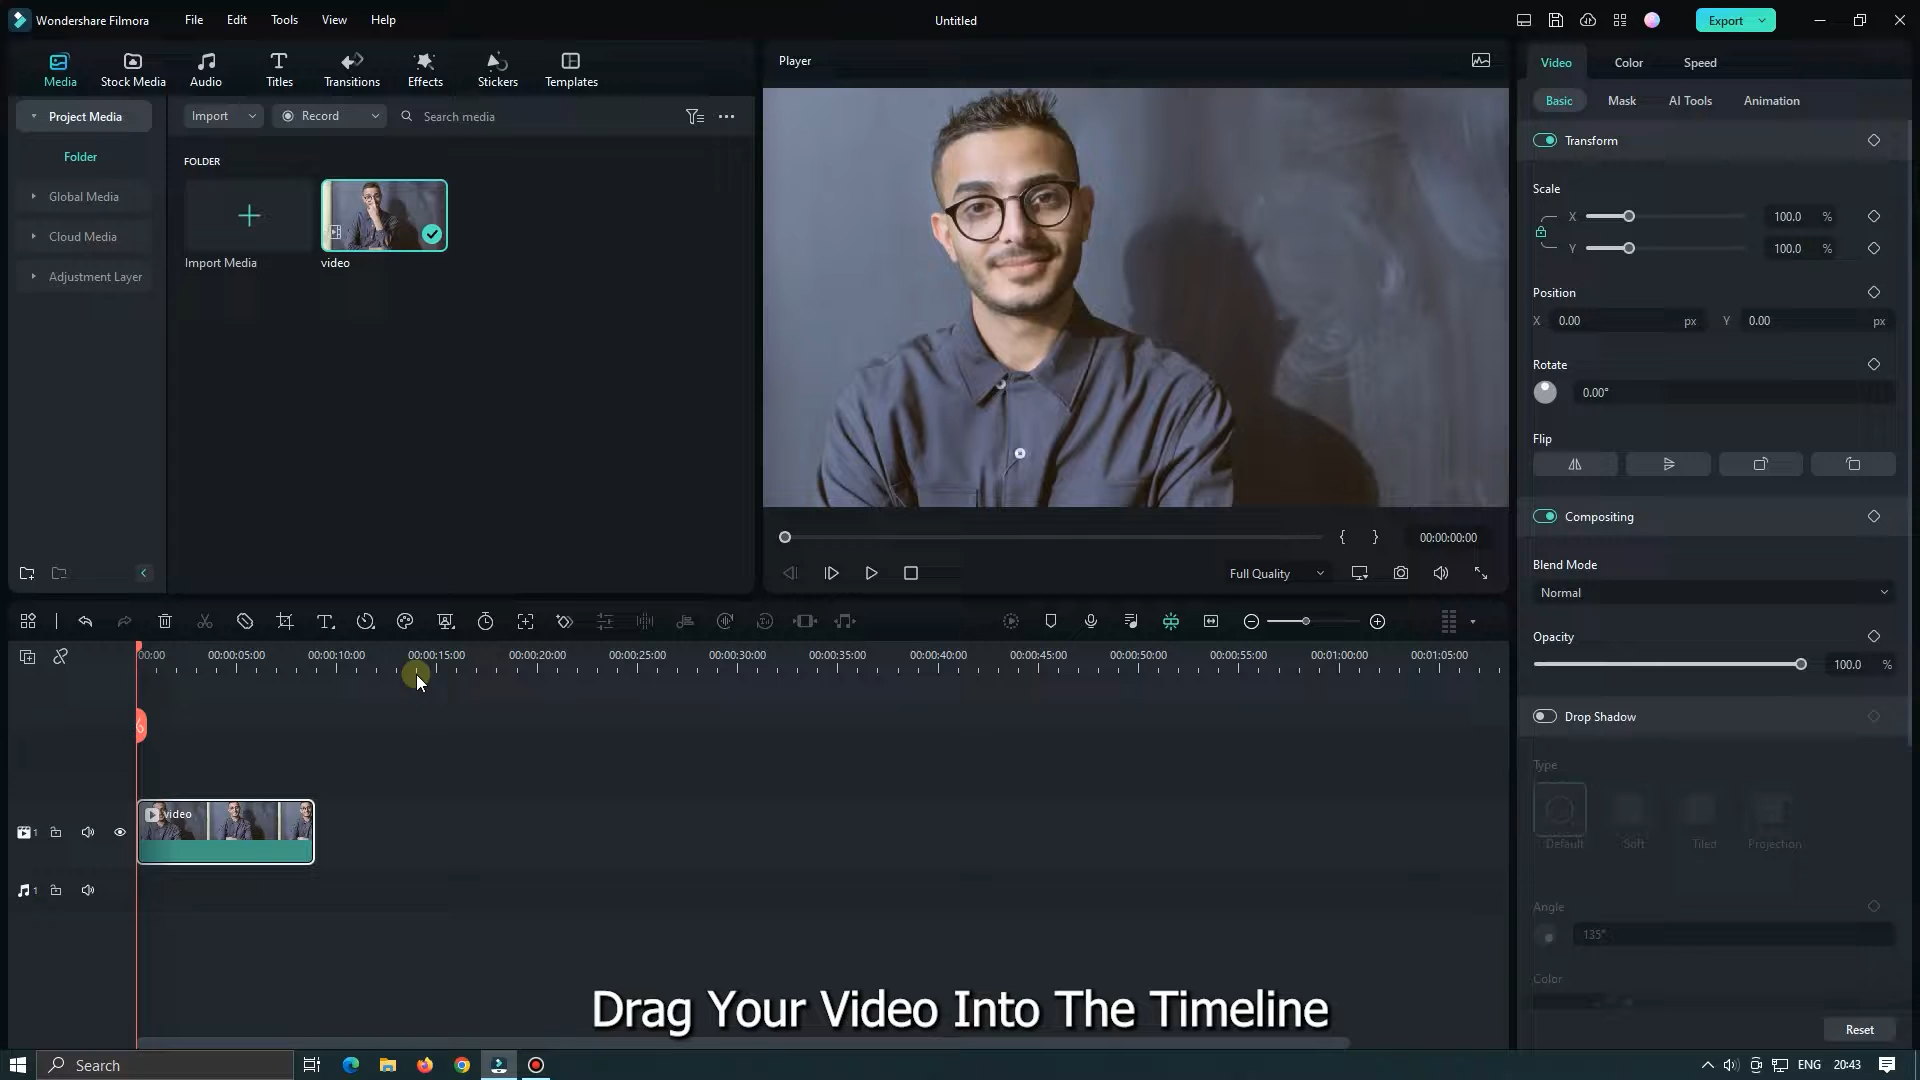 Wondershare Filmora
File
Edit
Tools
View
Help
Untitled
Export
Media
Stock Media
Audio
Titles
Transitions
Effects
Stickers
Templates
Player
Video
Color
Speed
Project Media
Folder
Global Media
Cloud Media
Adjustment Layer
Import
Record
Search media
FOLDER
Import Media
video
Basic
Mask
AI Tools
Animation
Transform
Scale
X 100.0 %
Y 100.0 %
Position
X 0.00 px Y 0.00 px
Rotate
0.00°
Flip
Compositing
Blend Mode
Normal
Opacity
100.0 %
Drop Shadow
Type
Default
Soft
Tiled
Projection
Angle
135°
Color
Reset
{ } 00:00:00:00
Full Quality
00:00 00:00:05:00 00:00:10:00 00:00:15:00 00:00:20:00 00:00:25:00 00:00:30:00 00:00:35:00 00:00:40:00 00:00:45:00 00:00:50:00 00:00:55:00 00:01:00:00 00:01:05:00
video
1
1
Drag Your Video Into The Timeline
Search
ENG 20:43